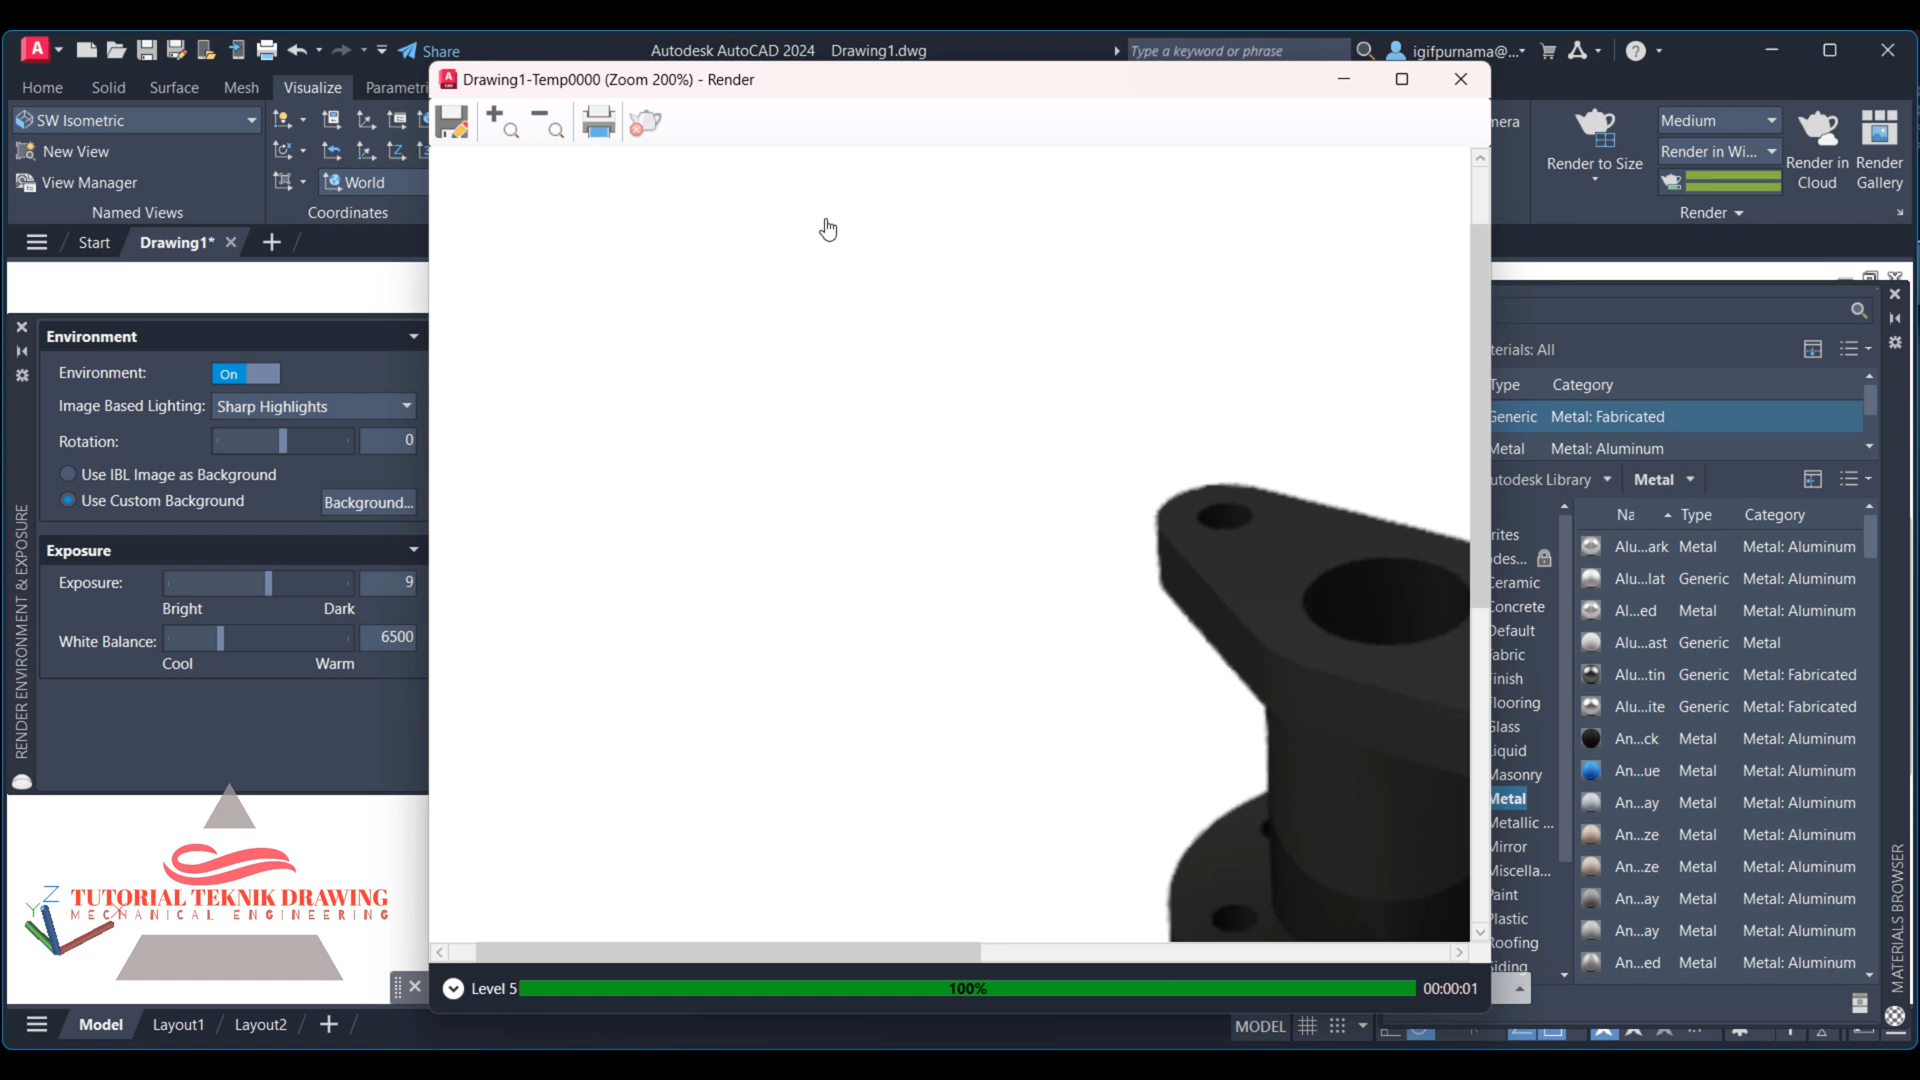 Share
Autodesk AutoCAD 2024 Drawing1.dwg
Type a keyword or phrase
igifpurnama@...
Home Solid Surface Mesh Visualize Parametri
Drawing1-Temp0000 (Zoom 200%) - Render
SW Isometric
New View
View Manager
World
Named Views
Coordinates
mera
Render to Size
Medium
Render in Wi...
Render in Cloud
Render Gallery
Render
Start
Drawing1*
Environment
Environment:
On
Image Based Lighting:
Sharp Highlights
Rotation:
0
Use IBL Image as Background
Use Custom Background
Background...
Exposure
Exposure:
9
Bright
Dark
White Balance:
6500
Cool
Warm
RENDER ENVIRONMENT & EXPOSURE
terials: All
Type Category
Generic Metal: Fabricated
Metal Metal: Aluminum
utodesk Library
Metal
Na Type Category
rites
odes...
Ceramic
Concrete
Default
Fabric
Finish
Flooring
Glass
Liquid
Masonry
Metal
Metallic ...
Mirror
Miscella...
Paint
Plastic
Roofing
Siding
Alu...ark Metal Metal: Aluminum
Alu...lat Generic Metal: Aluminum
Al...ed Metal Metal: Aluminum
Alu...ast Generic Metal
Alu...tin Generic Metal: Fabricated
Alu...ite Generic Metal: Fabricated
An...ck Metal Metal: Aluminum
An...ue Metal Metal: Aluminum
An...ay Metal Metal: Aluminum
An...ze Metal Metal: Aluminum
An...ze Metal Metal: Aluminum
An...ay Metal Metal: Aluminum
An...ay Metal Metal: Aluminum
An...ed Metal Metal: Aluminum
MATERIALS BROWSER
TUTORIAL TEKNIK DRAWING
MECHANICAL ENGINEERING
Z
Y
X
Level 5
100%
00:00:01
Model
Layout1
Layout2
MODEL